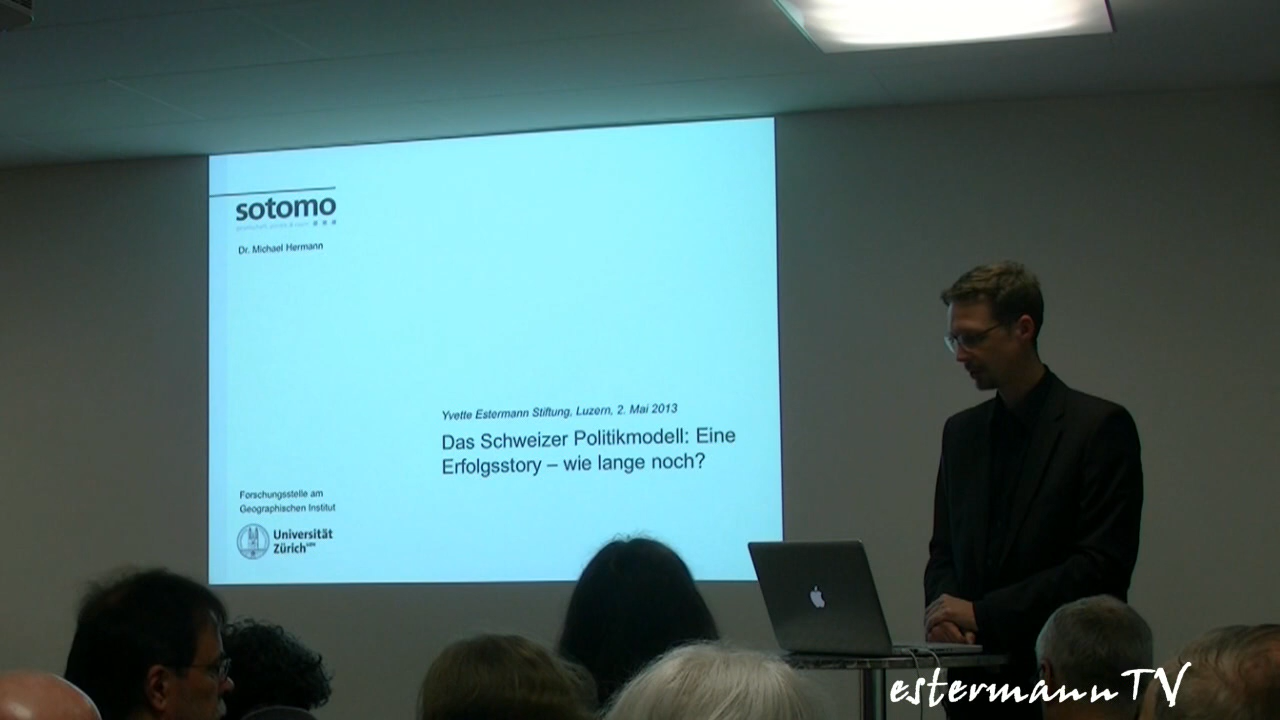 sotomo
Dr. Michael Hermann
Yvette Estermann Stiftung, Luzern, 2. Mai 2013
Das Schweizer Politikmodell: Eine
Erfolgsstory – wie lange noch?
Forschungsstelle am
Geographischen Institut
Universität
Zürich
estermannTV